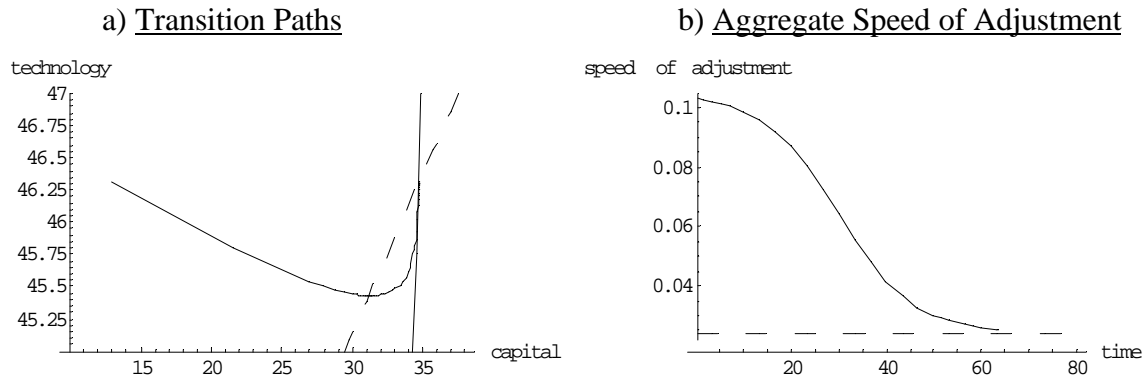 a) Transition Paths
b) Aggregate Speed of Adjustment
technology
47
46.75
46.5
46.25
46
45.75
45.5
45.25
15 20 25 30 35
capital
speed of adjustment
0.1
0.08
0.06
0.04
20 40 60 80
time